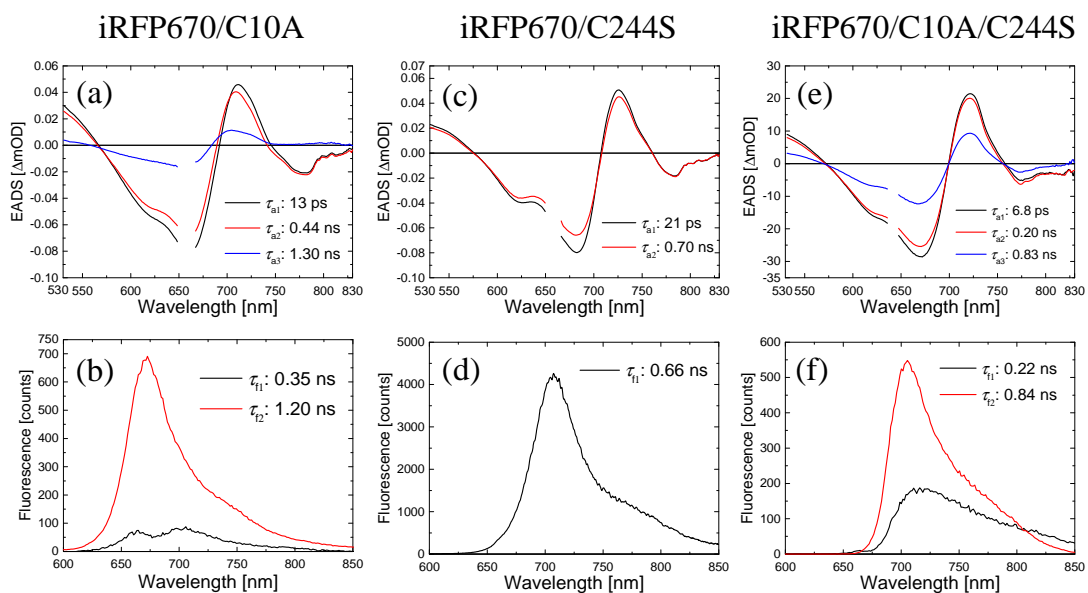 iRFP670/C10A
iRFP670/C244S
iRFP670/C10A/C244S
(a)
EADS [ΔmOD]
0.06
0.04
0.02
0.00
-0.02
-0.04
-0.06
-0.08
-0.10
530 550 600 650 700 750 800 830
Wavelength [nm]
τa1: 13 ps
τa2: 0.44 ns
τa3: 1.30 ns
(c)
EADS [ΔmOD]
0.06
0.04
0.02
0.00
-0.02
-0.04
-0.06
-0.08
-0.10
530 550 600 650 700 750 800 830
Wavelength [nm]
τa1: 21 ps
τa2: 0.70 ns
(e)
EADS [ΔmOD]
30
20
10
0
-10
-20
-30
-35
530 550 600 650 700 750 800 830
Wavelength [nm]
τa1: 6.8 ps
τa2: 0.20 ns
τa3: 0.83 ns
(b)
Fluorescence [counts]
750
700
600
500
400
300
200
100
0
600 650 700 750 800 850
Wavelength [nm]
τf1: 0.35 ns
τf2: 1.20 ns
(d)
Fluorescence [counts]
5000
4000
3000
2000
1000
0
600 650 700 750 800 850
Wavelength [nm]
τf1: 0.66 ns
(f)
Fluorescence [counts]
600
500
400
300
200
100
0
600 650 700 750 800 850
Wavelength [nm]
τf1: 0.22 ns
τf2: 0.84 ns